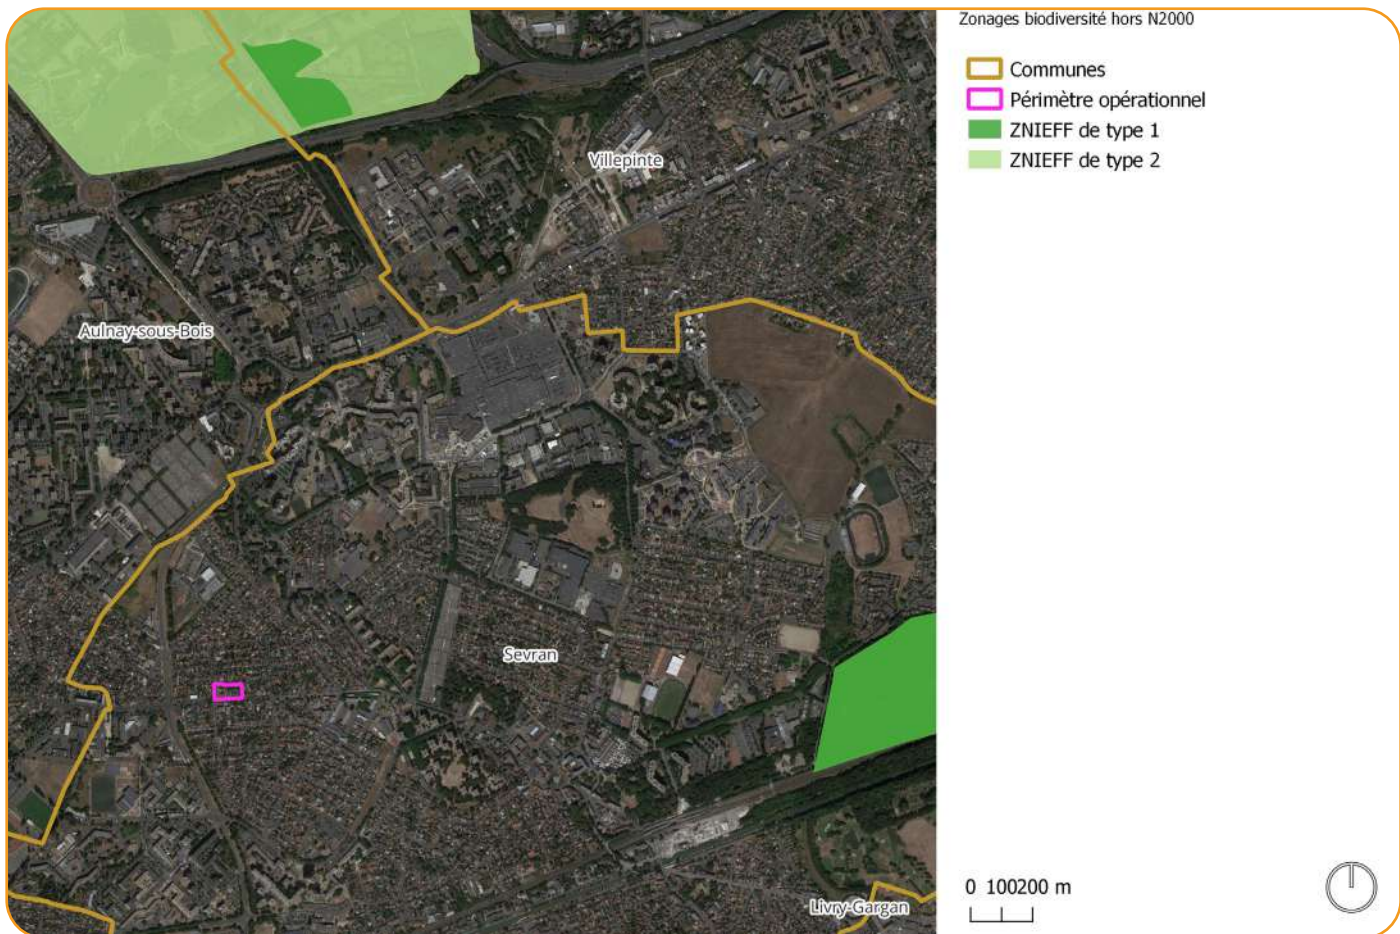 Zonages biodiversité hors N2000
Communes
Périmètre opérationnel
ZNIEFF de type 1
ZNIEFF de type 2
Villepinte
Aulnay-sous-Bois
Sevran
Livry-Gargan
0 100200 m